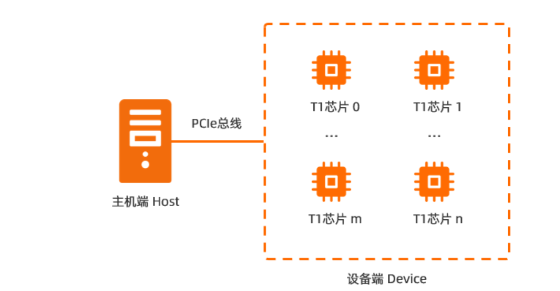 T1芯片 0
T1芯片 1
PCIe总线
...
...
主机端 Host
T1芯片 m
T1芯片 n
设备端 Device